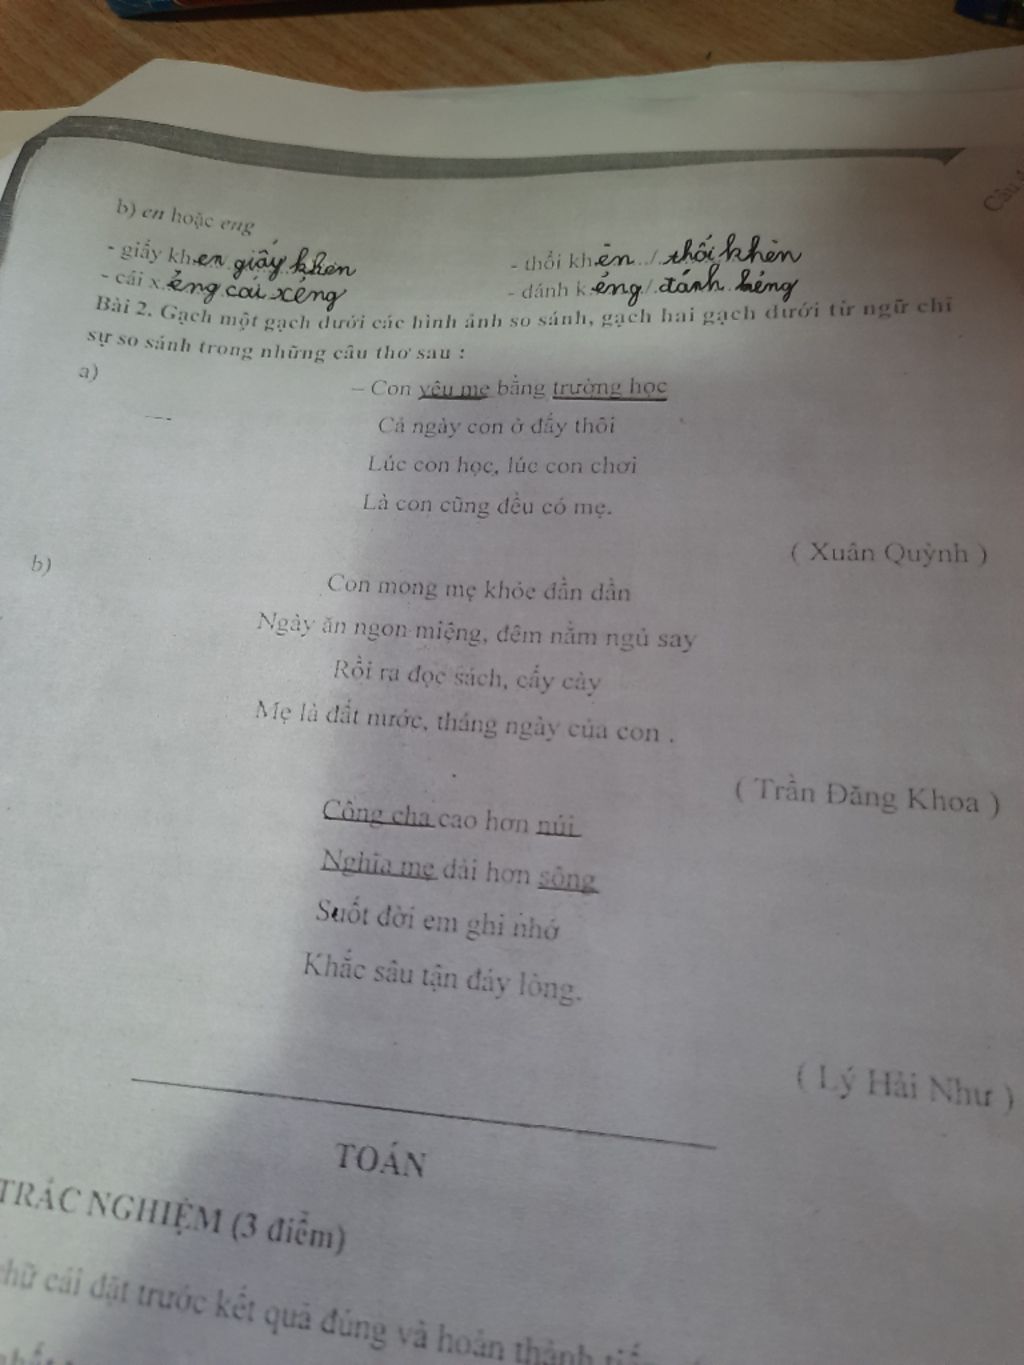 b) en hoặc eng
- giấy khen giấy khen
- thổi khèn / thổi khèn
- cái xẻng cái xẻng
- đánh kẻng / đánh kẻng
Bài 2. Gạch một gạch dưới các hình ảnh so sánh, gạch hai gạch dưới từ ngữ chỉ
sự so sánh trong những câu thơ sau :
a)
– Con yêu mẹ bằng trường học
Cả ngày con ở đấy thôi
Lúc con học, lúc con chơi
Là con cũng đều có mẹ.
( Xuân Quỳnh )
b)
Con mong mẹ khỏe dần dần
Ngày ăn ngon miệng, đêm nằm ngủ say
Rồi ra đọc sách, cấy cày
Mẹ là đất nước, tháng ngày của con .
( Trần Đăng Khoa )
Công cha cao hơn núi
Nghĩa mẹ dài hơn sông
Suốt đời em ghi nhớ
Khắc sâu tận đáy lòng.
( Lý Hải Như )
TOÁN
TRẮC NGHIỆM (3 điểm)
chữ cái đặt trước kết quả đúng và hoàn thành